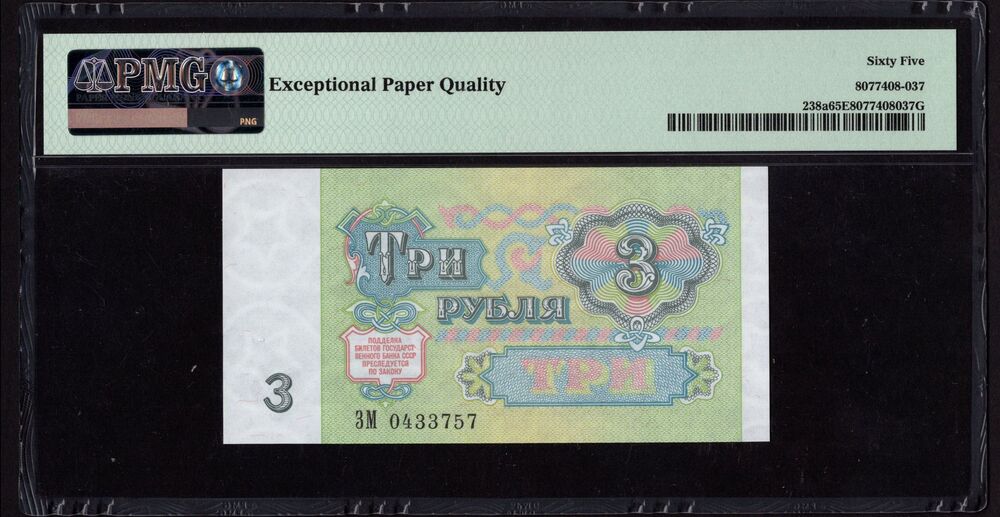 PMG
PNG
Exceptional Paper Quality
Sixty Five
8077408-037
238a65E8077408037G
ТРИ
РУБЛЯ
3
ПОДДЕЛКА
БИЛЕТОВ ГОСУДАРСТ
ВЕННОГО БАНКА СССР
ПРЕСЛЕДУЕТСЯ
ПО ЗАКОНУ
ТРИ
3
ЗМ 0433757